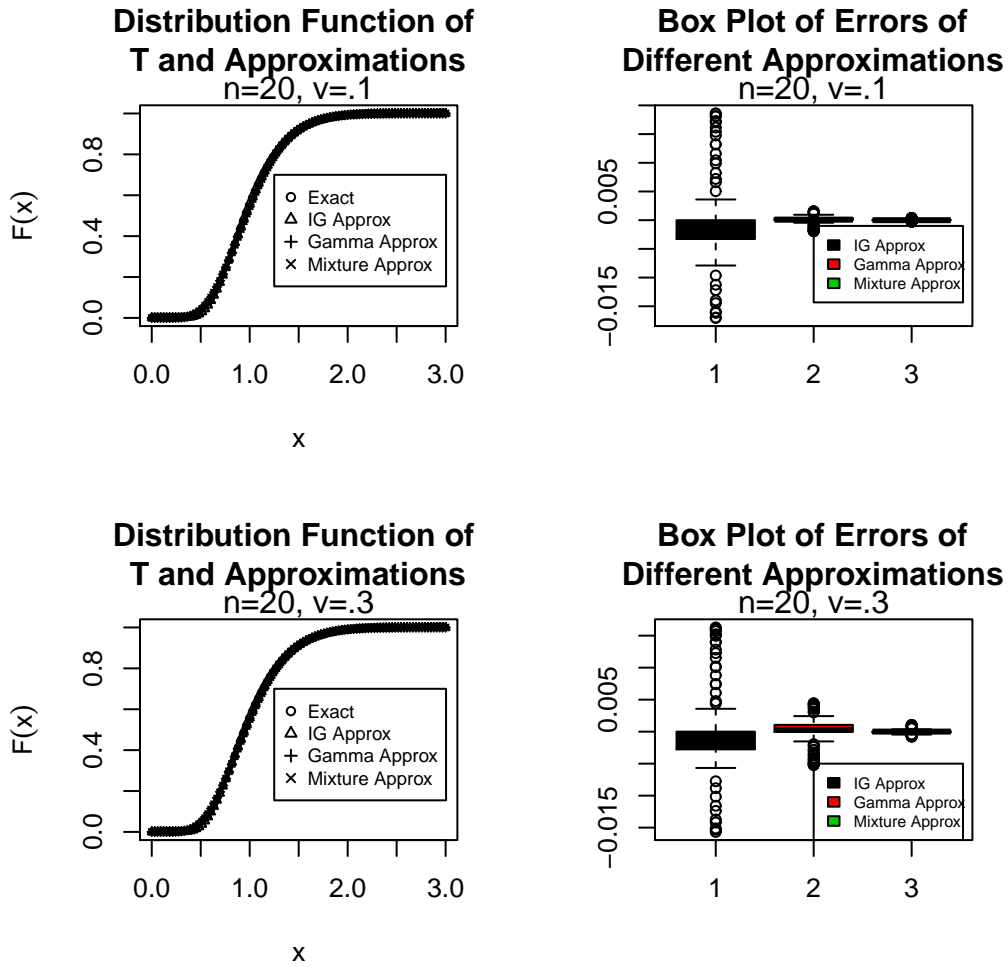 Distribution Function of
T and Approximations
n=20, v=.1
F(x)
0.8
0.4
0.0
Exact
IG Approx
Gamma Approx
Mixture Approx
0.0 1.0 2.0 3.0
x
Box Plot of Errors of
Different Approximations
n=20, v=.1
0.005
−0.015
IG Approx
Gamma Approx
Mixture Approx
1 2 3
Distribution Function of
T and Approximations
n=20, v=.3
F(x)
0.8
0.4
0.0
Exact
IG Approx
Gamma Approx
Mixture Approx
0.0 1.0 2.0 3.0
x
Box Plot of Errors of
Different Approximations
n=20, v=.3
0.005
−0.015
IG Approx
Gamma Approx
Mixture Approx
1 2 3